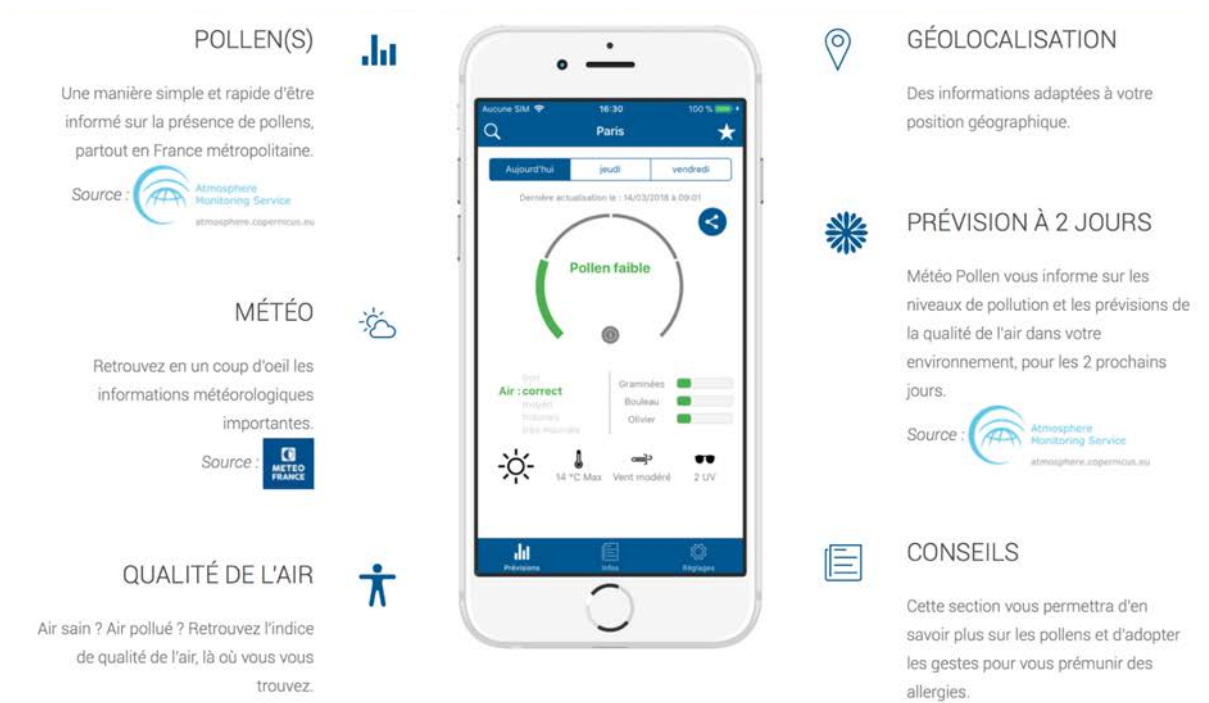 POLLEN(S)
Une manière simple et rapide d'être
informé sur la présence de pollens,
partout en France métropolitaine.
Source :
Atmosphere
Monitoring Service
atmosphere.copernicus.eu
MÉTÉO
Retrouvez en un coup d'oeil les
informations météorologiques
importantes.
Source :
METEO
FRANCE
QUALITÉ DE L'AIR
Air sain ? Air pollué ? Retrouvez l'indice
de qualité de l'air, là où vous vous
trouvez.
Aucune SIM 16:30 100 %
Paris
Aujourd'hui jeudi vendredi
Dernière actualisation le : 14/03/2018 à 09:01
Pollen faible
bon
Air : correct
moyen
mauvais
très mauvais
Graminées
Bouleau
Olivier
14 °C Max Vent modéré 2 UV
Prévisions Infos Réglages
GÉOLOCALISATION
Des informations adaptées à votre
position géographique.
PRÉVISION À 2 JOURS
Météo Pollen vous informe sur les
niveaux de pollution et les prévisions de
la qualité de l'air dans votre
environnement, pour les 2 prochains
jours.
Source :
Atmosphere
Monitoring Service
atmosphere.copernicus.eu
CONSEILS
Cette section vous permettra d'en
savoir plus sur les pollens et d'adopter
les gestes pour vous prémunir des
allergies.